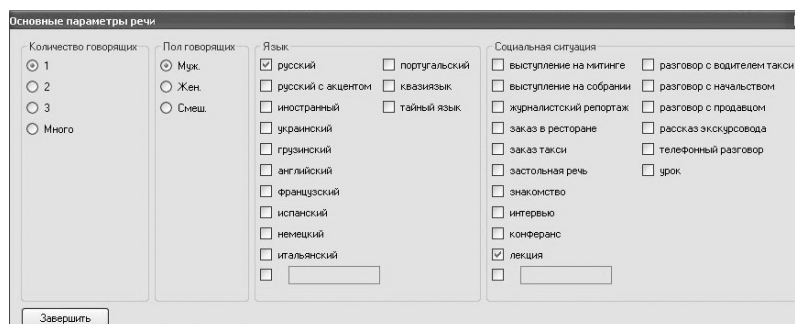 Основные параметры речи
Количество говорящих
1
2
3
Много
Пол говорящих
Муж.
Жен.
Смеш.
Язык
русский
русский с акцентом
иностранный
украинский
грузинский
английский
французский
испанский
немецкий
итальянский
португальский
квазиязык
тайный язык
Социальная ситуация
выступление на митинге
выступление на собрании
журналистский репортаж
заказ в ресторане
заказ такси
застольная речь
знакомство
интервью
конферанс
лекция
разговор с водителем такси
разговор с начальством
разговор с продавцом
рассказ экскурсовода
телефонный разговор
урок
Завершить